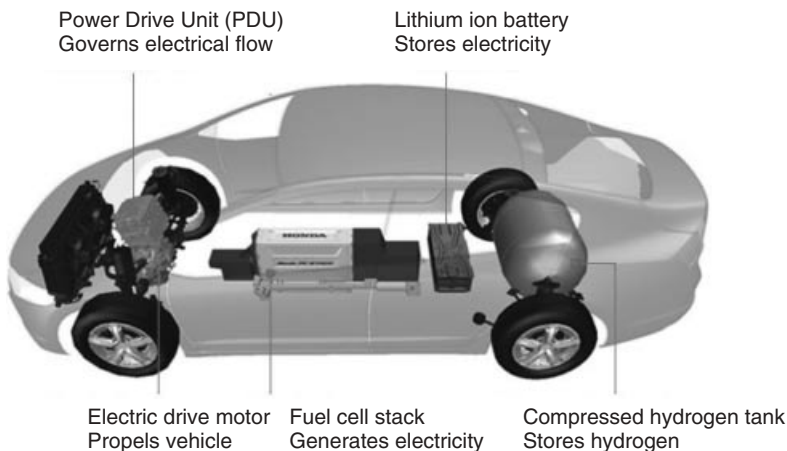 Power Drive Unit (PDU)
Governs electrical flow
Lithium ion battery
Stores electricity
HONDA
Electric drive motor
Propels vehicle
Fuel cell stack
Generates electricity
Compressed hydrogen tank
Stores hydrogen